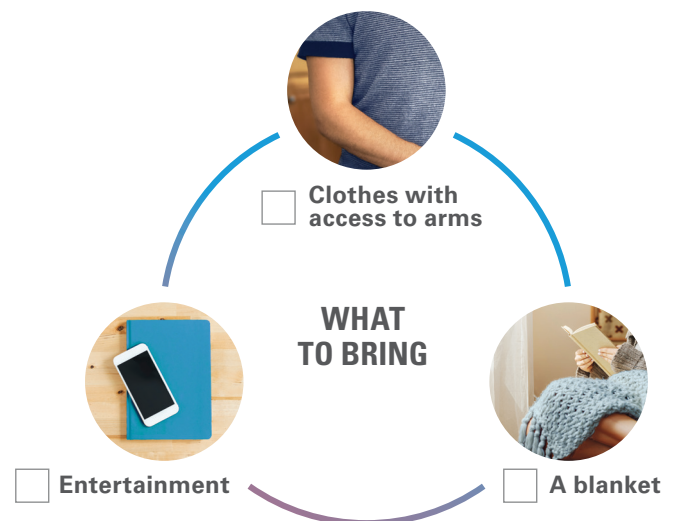 Clothes with
access to arms
WHAT
TO BRING
Entertainment
A blanket